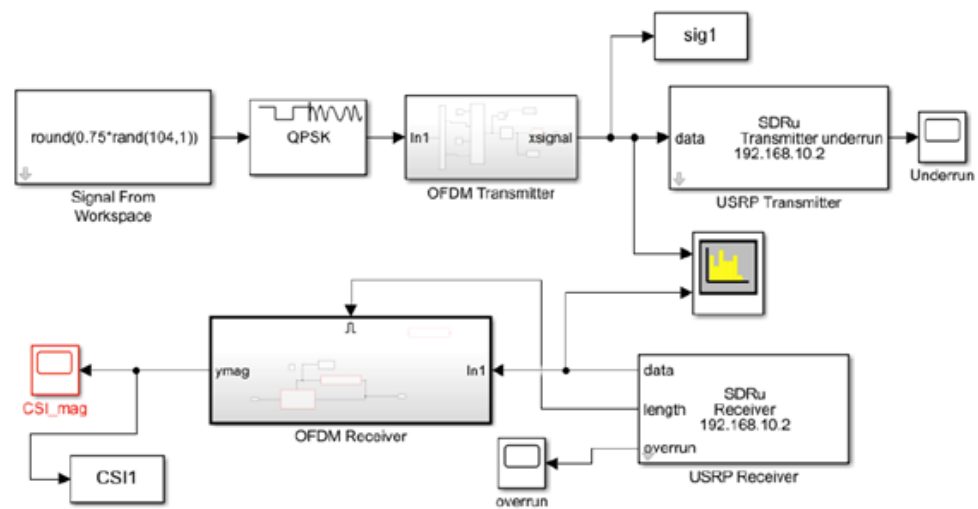 sig1
round(0.75*rand(104,1))
Signal From
Workspace
QPSK
In1
xsignal
OFDM Transmitter
data
SDRu
Transmitter underrun
192.168.10.2
USRP Transmitter
Underrun
ymag
In1
OFDM Receiver
CSI_mag
CSI1
data
length
overrun
SDRu
Receiver
192.168.10.2
USRP Receiver
overrun